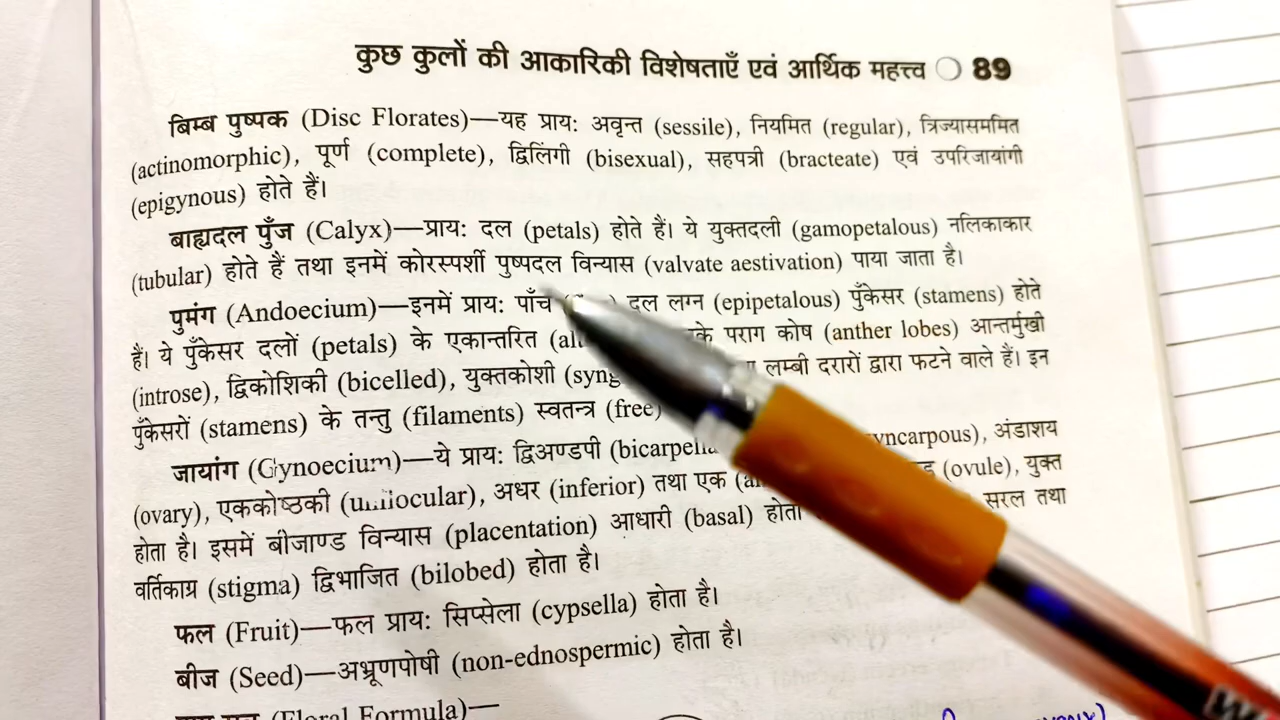 कुछ कुलों की आकारिकी विशेषताएँ एवं आर्थिक महत्त्व 89
बिम्ब पुष्पक (Disc Florates)—यह प्राय: अवृन्त (sessile), नियमित (regular), त्रिज्यासममित
(actinomorphic), पूर्ण (complete), द्विलिंगी (bisexual), सहपत्री (bracteate) एवं उपरिजायांगी
(epigynous) होते हैं।
बाह्यदल पुँज (Calyx)—प्राय: दल (petals) होते हैं। ये युक्तदली (gamopetalous) नलिकाकार
(tubular) होते हैं तथा इनमें कोरस्पर्शी पुष्पदल विन्यास (valvate aestivation) पाया जाता है।
पुमंग (Andoecium)—इनमें प्राय: पाँच दल लग्न (epipetalous) पुँकेसर (stamens) होते
हैं। ये पुँकेसर दलों (petals) के एकान्तरित पराग कोष (anther lobes) आन्तर्मुखी
(introse), द्विकोशिकी (bicelled), युक्तकोशी लम्बी दरारों द्वारा फटने वाले हैं। इन
पुँकेसरों (stamens) के तन्तु (filaments) स्वतन्त्र (free)
जायांग (Gynoecium)—ये प्राय: द्विअण्डपी अंडाशय
(ovary), एककोष्ठकी अधर (inferior) तथा एक (ovule), युक्त
होता है। इसमें बीजाण्ड विन्यास (placentation) आधारी (basal) होता सरल तथा
वर्तिकाग्र (stigma) द्विभाजित (bilobed) होता है।
फल (Fruit)—फल प्राय: सिप्सेला (cypsella) होता है।
बीज (Seed)—अभ्रूणपोषी (non-ednospermic) होता है।
(Floral Formula)—